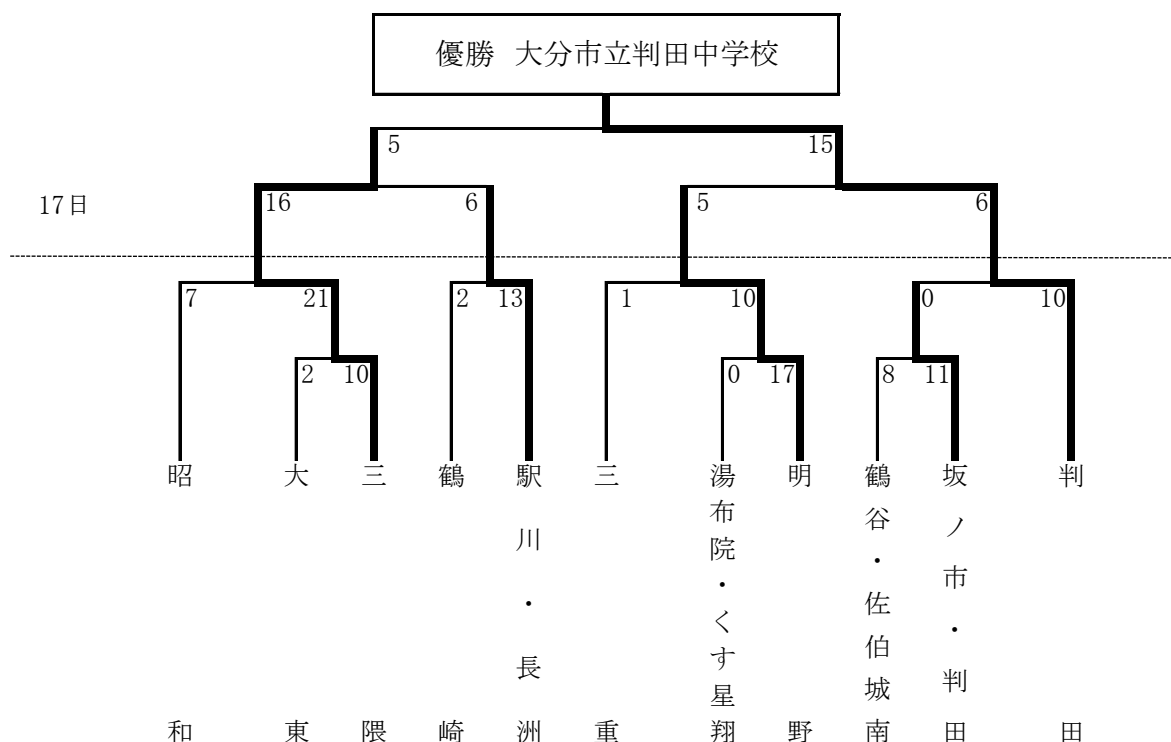 優勝 大分市立判田中学校
5 15
17日
16 6 5 6
7 21 2 13 1 10 0 10
2 10 0 17 8 11
昭和
大東
三隈
鶴崎
駅川・長洲
三重
湯布院・くす星翔
明野
鶴谷・佐伯城南
坂ノ市・判田
判田